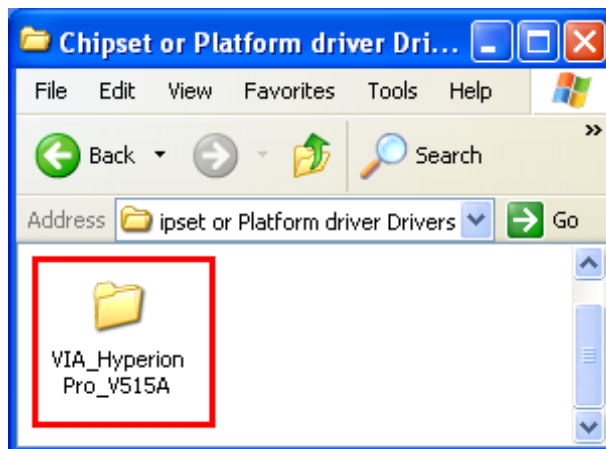 Chipset or Platform driver Dri...
File Edit View Favorites Tools Help
»
Back Search
Address ipset or Platform driver Drivers Go
VIA_Hyperion
Pro_V515A